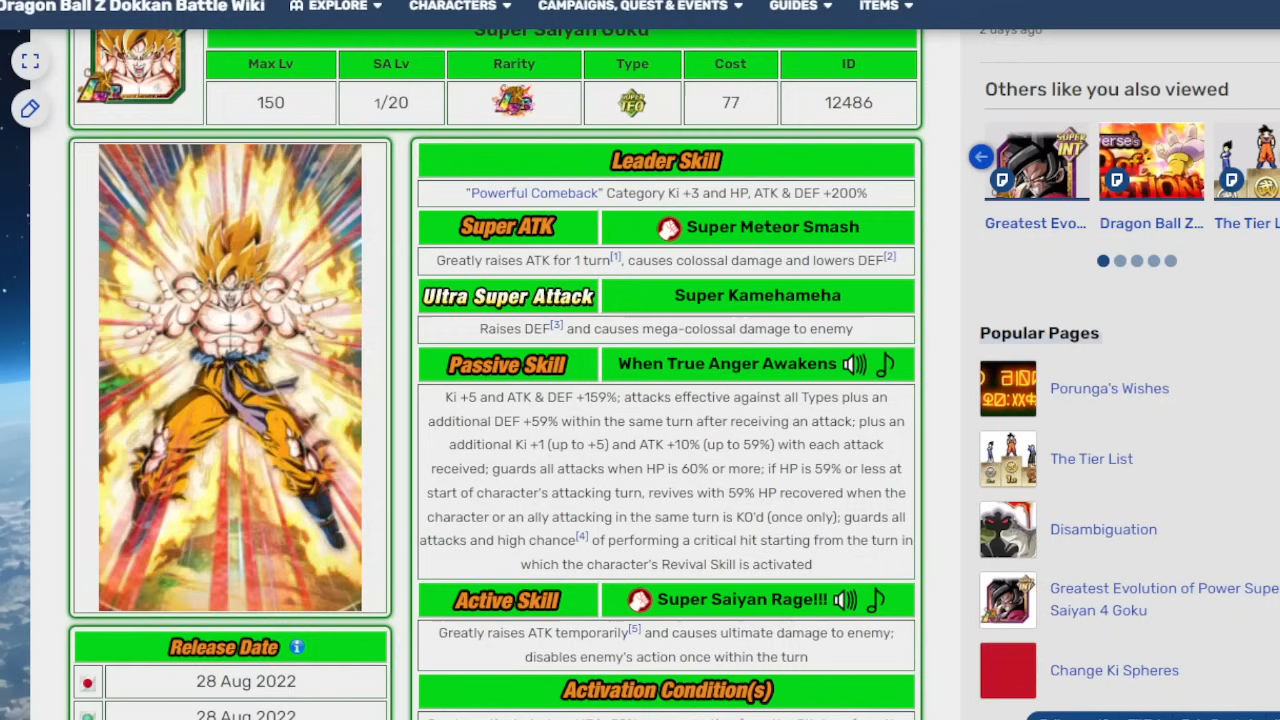 Dragon Ball Z Dokkan Battle Wiki
EXPLORE
CHARACTERS
CAMPAIGNS, QUEST & EVENTS
GUIDES
ITEMS
Super Saiyan Goku
Max Lv
SA Lv
Rarity
Type
Cost
ID
150
1/20
LR
SUPER TEQ
77
12486
Leader Skill
"Powerful Comeback" Category Ki +3 and HP, ATK & DEF +200%
Super ATK
Super Meteor Smash
Greatly raises ATK for 1 turn[1], causes colossal damage and lowers DEF[2]
Ultra Super Attack
Super Kamehameha
Raises DEF[3] and causes mega-colossal damage to enemy
Passive Skill
When True Anger Awakens
Ki +5 and ATK & DEF +159%; attacks effective against all Types plus an
additional DEF +59% within the same turn after receiving an attack; plus an
additional Ki +1 (up to +5) and ATK +10% (up to 59%) with each attack
received; guards all attacks when HP is 60% or more; if HP is 59% or less at
start of character's attacking turn, revives with 59% HP recovered when the
character or an ally attacking in the same turn is KO'd (once only); guards all
attacks and high chance[4] of performing a critical hit starting from the turn in
which the character's Revival Skill is activated
Active Skill
Super Saiyan Rage!!!
Greatly raises ATK temporarily[5] and causes ultimate damage to enemy;
disables enemy's action once within the turn
Activation Condition(s)
Release Date
28 Aug 2022
28 Aug 2022
2 days ago
Others like you also viewed
SUPER INT
Greatest Evo...
Dragon Ball Z...
The Tier L
Popular Pages
Porunga's Wishes
The Tier List
Disambiguation
Greatest Evolution of Power Supe
Saiyan 4 Goku
Change Ki Spheres